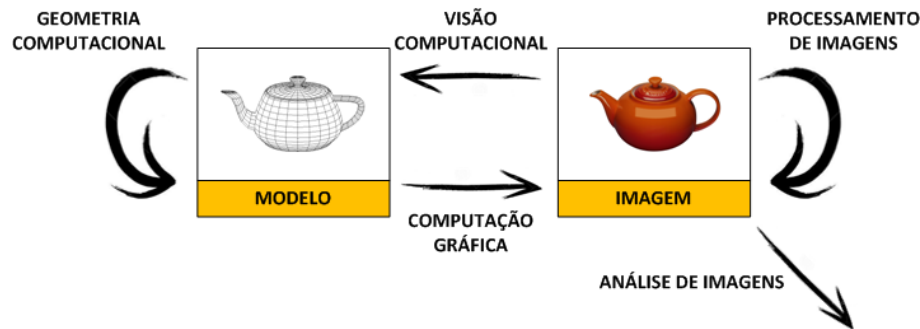 GEOMETRIA
COMPUTACIONAL
VISÃO
COMPUTACIONAL
PROCESSAMENTO
DE IMAGENS
MODELO
IMAGEM
COMPUTAÇÃO
GRÁFICA
ANÁLISE DE IMAGENS